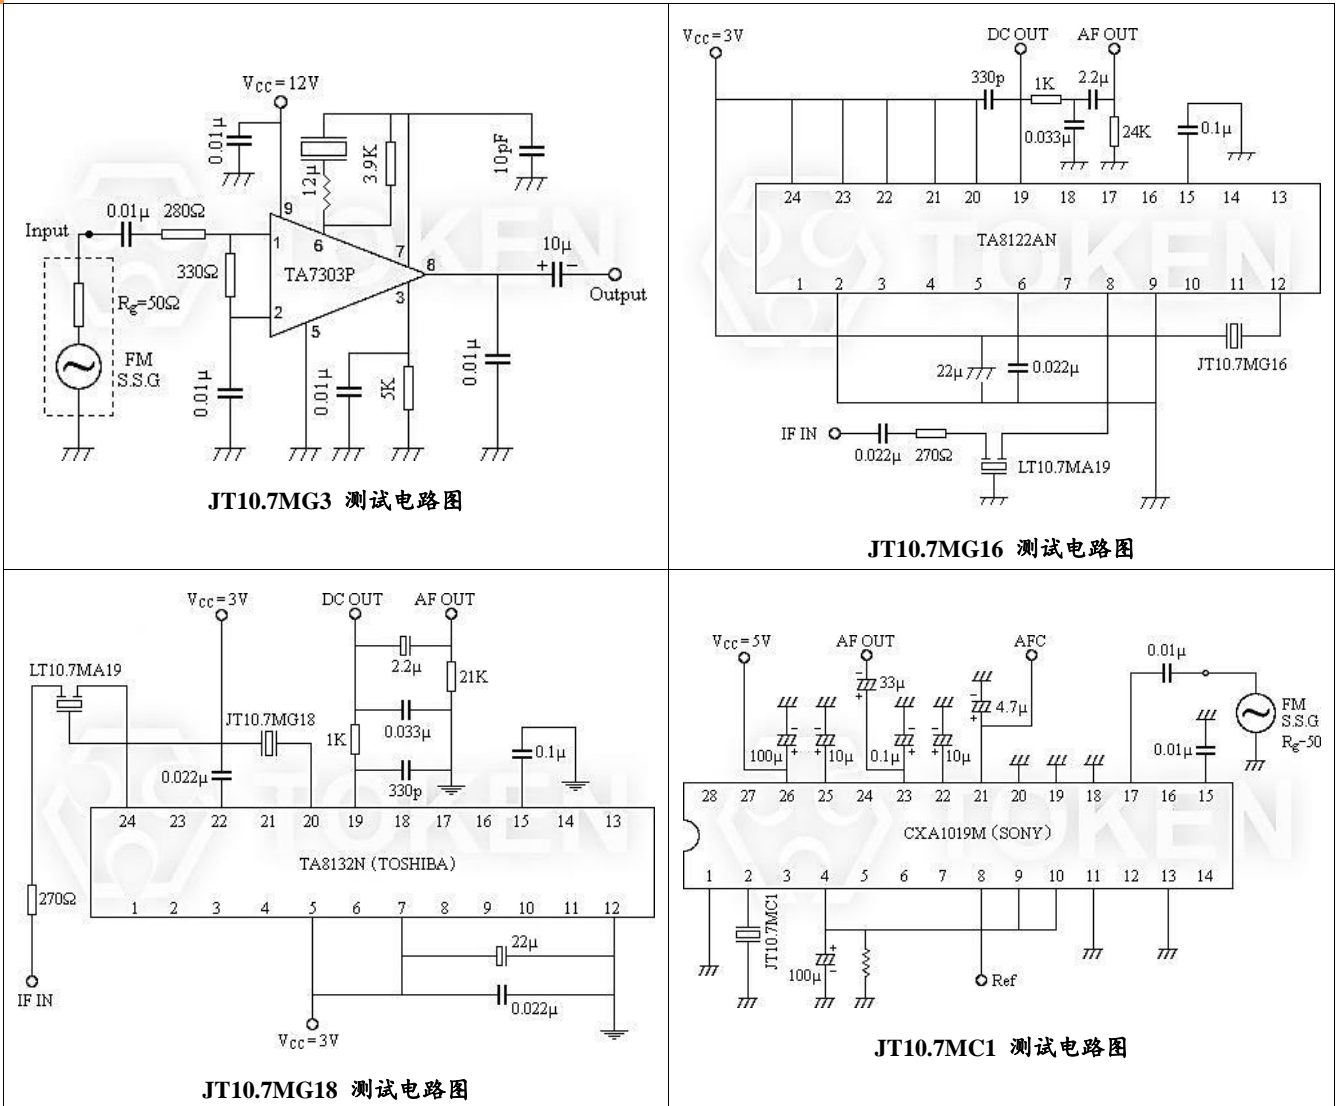 V_CC=12V
0.01μ
12μ
3.9K
10pF
Input
0.01μ
280Ω
9
1
6
7
8
10μ
+ −
330Ω
TA7303P
Output
R_g=50Ω
2
3
5
FM
S.S.G
0.01μ
0.01μ
5K
0.01μ
TOKEN
JT10.7MG3 测试电路图
V_CC=3V
DC OUT
AF OUT
330p
1K
2.2μ
0.033μ
24K
0.1μ
24 23 22 21 20 19 18 17 16 15 14 13
TA8122AN
1 2 3 4 5 6 7 8 9 10 11 12
22μ
0.022μ
JT10.7MG16
IF IN
0.022μ
270Ω
LT10.7MA19
TOKEN
JT10.7MG16 测试电路图
V_CC=3V
DC OUT
AF OUT
LT10.7MA19
2.2μ
21K
JT10.7MG18
1K
0.033μ
0.1μ
0.022μ
330p
24 23 22 21 20 19 18 17 16 15 14 13
TA8132N (TOSHIBA)
270Ω
1 2 3 4 5 6 7 8 9 10 11 12
22μ
IF IN
0.022μ
V_CC=3V
TOKEN
JT10.7MG18 测试电路图
V_CC=5V
AF OUT
AFC
0.01μ
−
33μ
+
−
4.7μ
+
FM
S.S.G
R_g-50
100μ
−
+
10μ
−
+
0.1μ
−
+
10μ
−
+
0.01μ
28 27 26 25 24 23 22 21 20 19 18 17 16 15
CXA1019M (SONY)
1 2 3 4 5 6 7 8 9 10 11 12 13 14
JT10.7MC1
100μ
+
−
Ref
TOKEN
JT10.7MC1 测试电路图